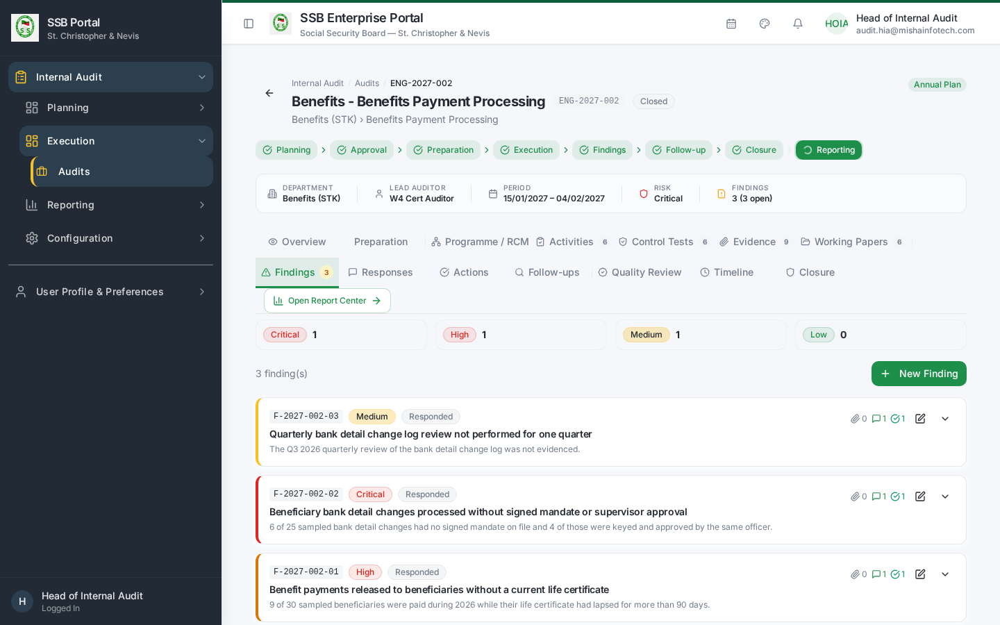 SSB Portal
St. Christopher & Nevis
Internal Audit
Planning
Execution
Audits
Reporting
Configuration
User Profile & Preferences
H
Head of Internal Audit
Logged In
SSB Enterprise Portal
Social Security Board — St. Christopher & Nevis
HOIA
Head of Internal Audit
audit.hia@mishainfotech.com
Internal Audit / Audits / ENG-2027-002
Annual Plan
Benefits - Benefits Payment Processing ENG-2027-002 Closed
Benefits (STK) › Benefits Payment Processing
Planning Approval Preparation Execution Findings Follow-up Closure Reporting
DEPARTMENT
Benefits (STK)
LEAD AUDITOR
W4 Cert Auditor
PERIOD
15/01/2027 – 04/02/2027
RISK
Critical
FINDINGS
3 (3 open)
Overview Preparation Programme / RCM Activities 6 Control Tests 6 Evidence 9 Working Papers 6
Findings 3 Responses Actions Follow-ups Quality Review Timeline Closure
Open Report Center
Critical 1 High 1 Medium 1 Low 0
3 finding(s)
New Finding
F-2027-002-03 Medium Responded 0 1 1
Quarterly bank detail change log review not performed for one quarter
The Q3 2026 quarterly review of the bank detail change log was not evidenced.
F-2027-002-02 Critical Responded 0 1 1
Beneficiary bank detail changes processed without signed mandate or supervisor approval
6 of 25 sampled bank detail changes had no signed mandate on file and 4 of those were keyed and approved by the same officer.
F-2027-002-01 High Responded 0 1 1
Benefit payments released to beneficiaries without a current life certificate
9 of 30 sampled beneficiaries were paid during 2026 while their life certificate had lapsed for more than 90 days.